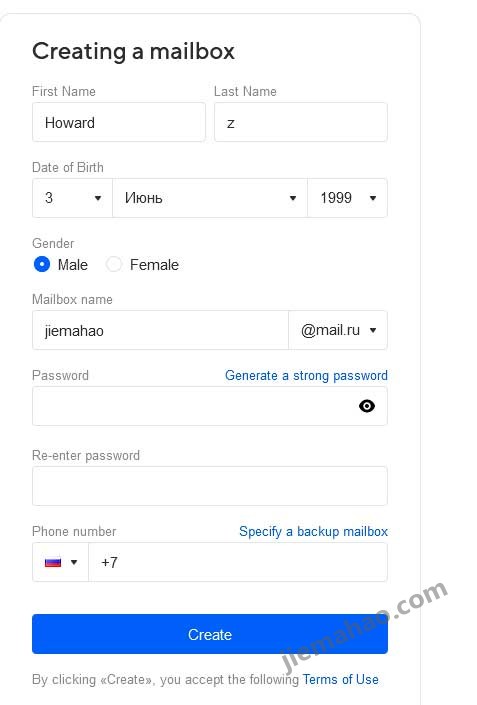 Creating a mailbox
First Name Last Name
Howard z
Date of Birth
3 Июнь 1999
Gender
Male Female
Mailbox name
jiemahao @mail.ru
Password Generate a strong password
Re-enter password
Phone number Specify a backup mailbox
+7
Create
jiemahao.com
By clicking «Create», you accept the following Terms of Use